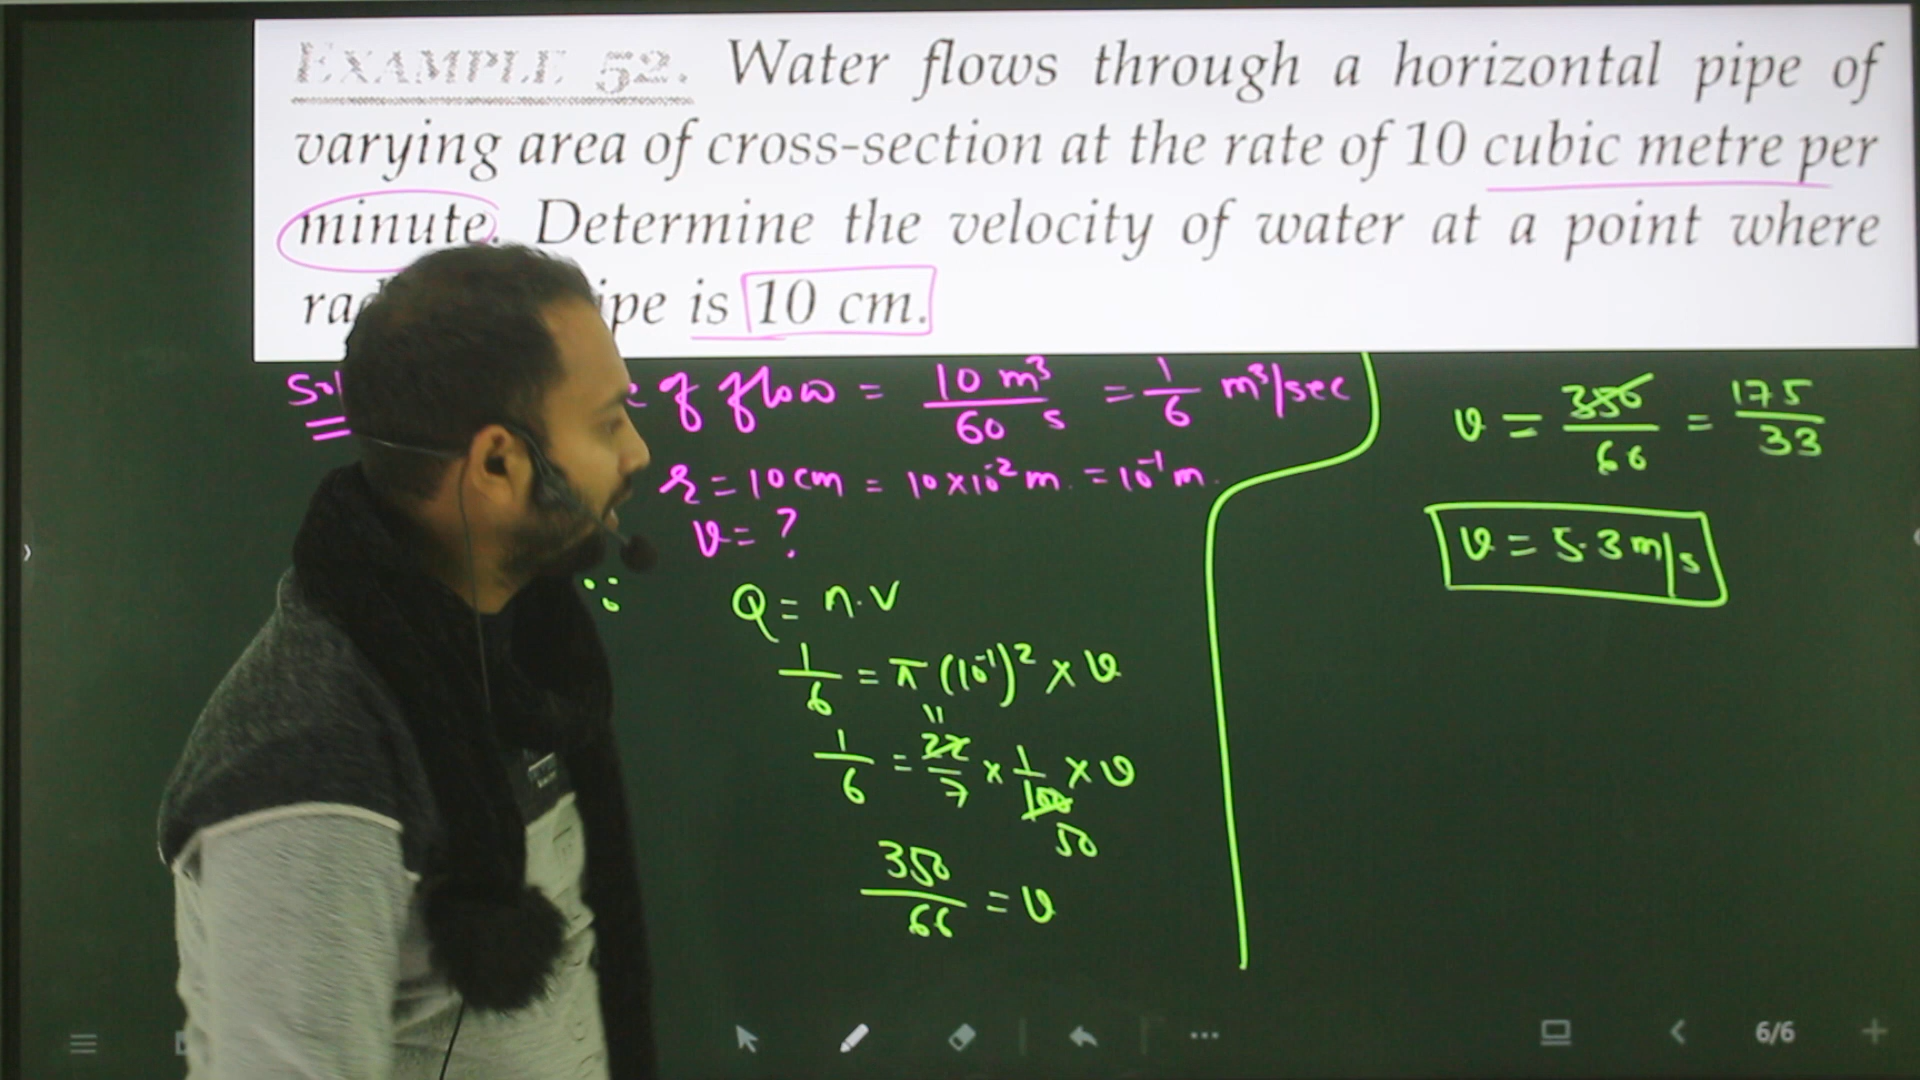 EXAMPLE 52. Water flows through a horizontal pipe of
varying area of cross-section at the rate of 10 cubic metre per
minute. Determine the velocity of water at a point where
is 10 cm.
of flow = 10 m³ / 60 s = 1/6 m³/sec
r = 10 cm = 10×10⁻² m. = 10⁻¹ m.
v = ?
∵ Q = A.V
1/6 = π (10⁻¹)² × v
11
1/6 = 22/7 × 1/100 × v
50
350/66 = v
v = 350/66 = 175/33
v = 5.3 m/s
6/6